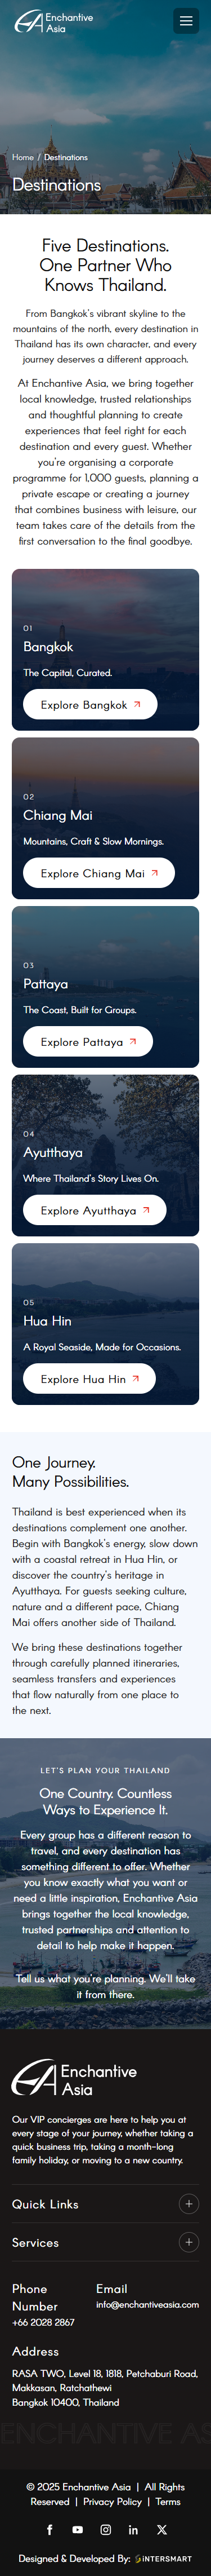 Enchantive
Asia
Home / Destinations
Destinations
Five Destinations.
One Partner Who
Knows Thailand.
From Bangkok's vibrant skyline to the
mountains of the north, every destination in
Thailand has its own character, and every
journey deserves a different approach.
At Enchantive Asia, we bring together
local knowledge, trusted relationships
and thoughtful planning to create
experiences that feel right for each
destination and every guest. Whether
you're organising a corporate
programme for 1,000 guests, planning a
private escape or creating a journey
that combines business with leisure, our
team takes care of the details from the
first conversation to the final goodbye.
01
Bangkok
The Capital, Curated.
Explore Bangkok
02
Chiang Mai
Mountains, Craft & Slow Mornings.
Explore Chiang Mai
03
Pattaya
The Coast, Built for Groups.
Explore Pattaya
04
Ayutthaya
Where Thailand's Story Lives On.
Explore Ayutthaya
05
Hua Hin
A Royal Seaside, Made for Occasions.
Explore Hua Hin
One Journey.
Many Possibilities.
Thailand is best experienced when its
destinations complement one another.
Begin with Bangkok's energy, slow down
with a coastal retreat in Hua Hin, or
discover the country's heritage in
Ayutthaya. For guests seeking culture,
nature and a different pace, Chiang
Mai offers another side of Thailand.
We bring these destinations together
through carefully planned itineraries,
seamless transfers and experiences
that flow naturally from one place to
the next.
LET'S PLAN YOUR THAILAND
One Country. Countless
Ways to Experience It.
Every group has a different reason to
travel, and every destination has
something different to offer. Whether
you know exactly what you want or
need a little inspiration, Enchantive Asia
brings together the local knowledge,
trusted partnerships and attention to
detail to help make it happen.
Tell us what you're planning. We'll take
it from there.
Enchantive
Asia
Our VIP concierges are here to help you at
every stage of your journey, whether taking a
quick business trip, taking a month-long
family holiday, or moving to a new country.
Quick Links
Services
Phone
Number
+66 2028 2867
Email
info@enchantiveasia.com
Address
RASA TWO, Level 18, 1818, Petchaburi Road,
Makkasan, Ratchathewi
Bangkok 10400, Thailand
ENCHANTIVE AS
© 2025 Enchantive Asia | All Rights
Reserved | Privacy Policy | Terms
Designed & Developed By: iNTERSMART